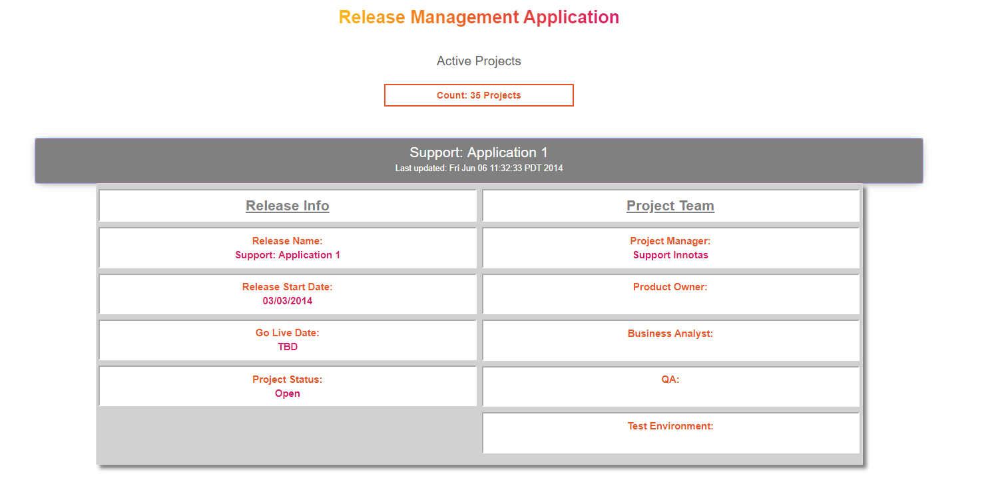 Release Management Application
Active Projects
Count: 35 Projects
Support: Application 1
Last updated: Fri Jun 06 11:32:33 PDT 2014
Release Info
Release Name:
Support: Application 1
Release Start Date:
03/03/2014
Go Live Date:
TBD
Project Status:
Open
Project Team
Project Manager:
Support Innotas
Product Owner:
Business Analyst:
QA:
Test Environment: